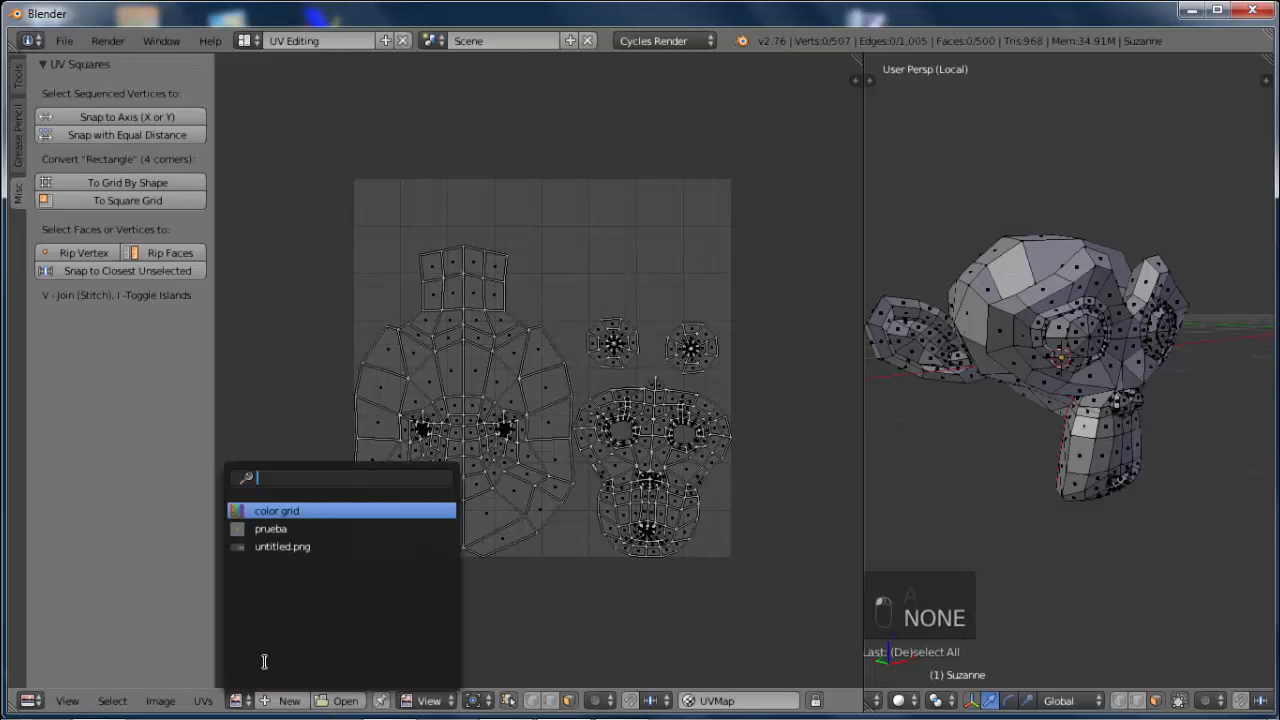 Blender
File Render Window Help UV Editing Scene Cycles Render v2.76 | Verts:0/507 | Edges:0/1,005 | Faces:0/500 | Tris:968 | Mem:34.91M | Suzanne
Tools
Grease Pencil
Misc
UV Squares
Select Sequenced Vertices to:
Snap to Axis (X or Y)
Snap with Equal Distance
Convert "Rectangle" (4 corners):
To Grid By Shape
To Square Grid
Select Faces or Vertices to:
Rip Vertex Rip Faces
Snap to Closest Unselected
V - Join (Stitch), I -Toggle Islands
color grid
prueba
untitled.png
User Persp (Local)
A
NONE
Last: (De)select All
(1) Suzanne
View Select Image UVs New Open View UVMap Global